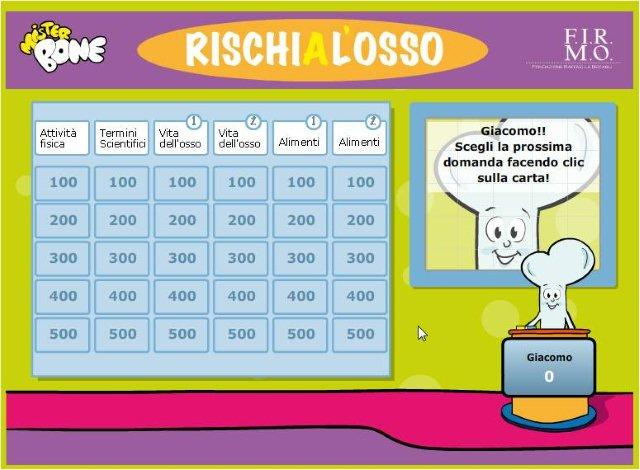 MISTER
BONE
RISCHIAL'OSSO
F.I.R.
M.O.
Attività
fisica
Termini
Scientifici
1
Vita
dell'osso
2
Vita
dell'osso
1
Alimenti
2
Alimenti
100 100 100 100 100 100
200 200 200 200 200 200
300 300 300 300 300 300
400 400 400 400 400 400
500 500 500 500 500 500
Giacomo!!
Scegli la prossima
domanda facendo clic
sulla carta!
Giacomo
0